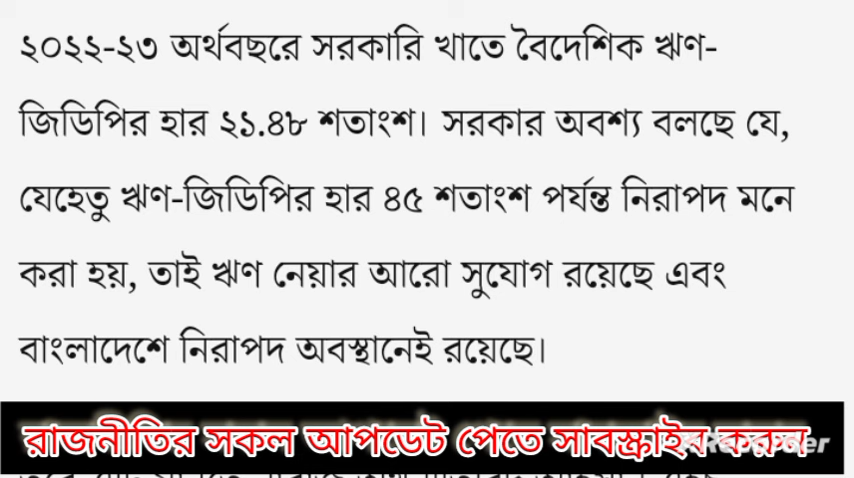 ২০২২-২৩ অর্থবছরে সরকারি খাতে বৈদেশিক ঋণ-
জিডিপির হার ২১.৪৮ শতাংশ। সরকার অবশ্য বলছে যে,
যেহেতু ঋণ-জিডিপির হার ৪৫ শতাংশ পর্যন্ত নিরাপদ মনে
করা হয়, তাই ঋণ নেয়ার আরো সুযোগ রয়েছে এবং
বাংলাদেশে নিরাপদ অবস্থানেই রয়েছে।
রাজনীতির সকল আপডেট পেতে সাবস্ক্রাইব করুন